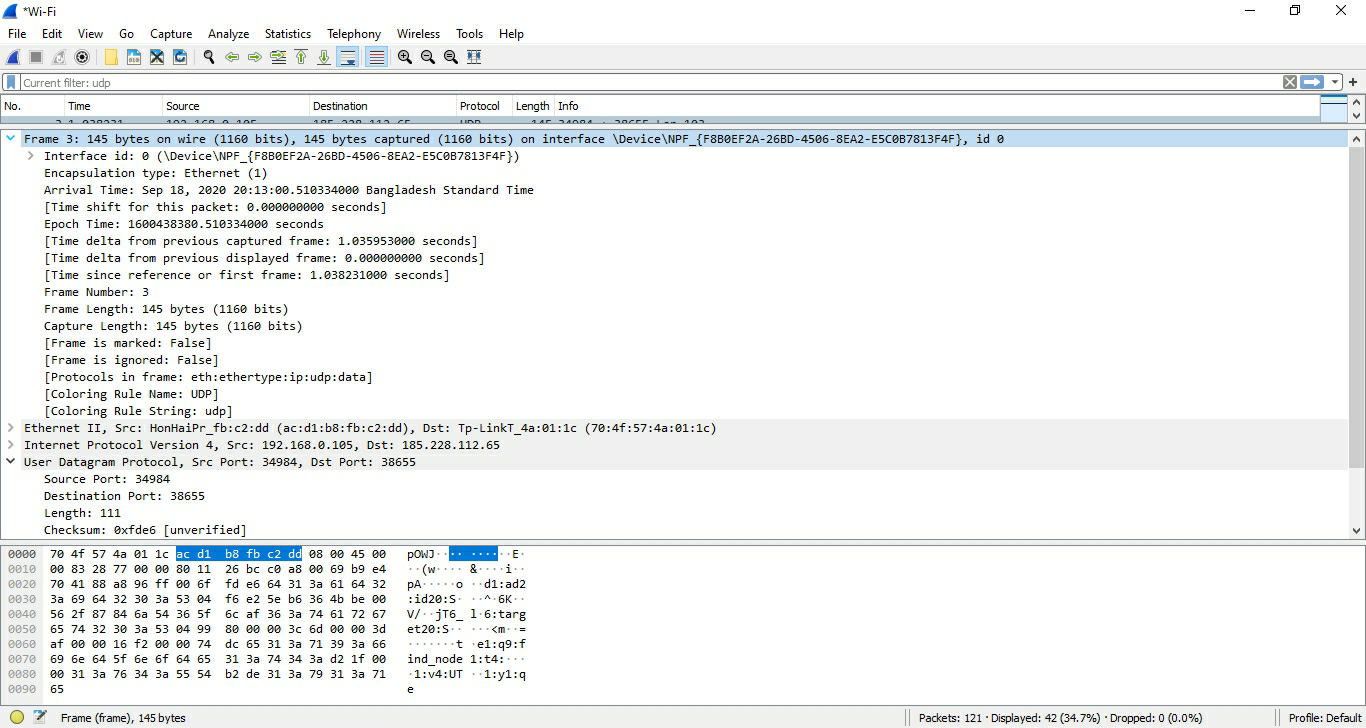 *Wi-Fi
File Edit View Go Capture Analyze Statistics Telephony Wireless Tools Help
Current filter: udp
No. Time Source Destination Protocol Length Info
3 1.038231 192.168.0.105 185.228.112.65 UDP 145 34984 → 38655 Len=103
Frame 3: 145 bytes on wire (1160 bits), 145 bytes captured (1160 bits) on interface \Device\NPF_{F8B0EF2A-26BD-4506-8EA2-E5C0B7813F4F}, id 0
Interface id: 0 (\Device\NPF_{F8B0EF2A-26BD-4506-8EA2-E5C0B7813F4F})
Encapsulation type: Ethernet (1)
Arrival Time: Sep 18, 2020 20:13:00.510334000 Bangladesh Standard Time
[Time shift for this packet: 0.000000000 seconds]
Epoch Time: 1600438380.510334000 seconds
[Time delta from previous captured frame: 1.035953000 seconds]
[Time delta from previous displayed frame: 0.000000000 seconds]
[Time since reference or first frame: 1.038231000 seconds]
Frame Number: 3
Frame Length: 145 bytes (1160 bits)
Capture Length: 145 bytes (1160 bits)
[Frame is marked: False]
[Frame is ignored: False]
[Protocols in frame: eth:ethertype:ip:udp:data]
[Coloring Rule Name: UDP]
[Coloring Rule String: udp]
Ethernet II, Src: HonHaiPr_fb:c2:dd (ac:d1:b8:fb:c2:dd), Dst: Tp-LinkT_4a:01:1c (70:4f:57:4a:01:1c)
Internet Protocol Version 4, Src: 192.168.0.105, Dst: 185.228.112.65
User Datagram Protocol, Src Port: 34984, Dst Port: 38655
Source Port: 34984
Destination Port: 38655
Length: 111
Checksum: 0xfde6 [unverified]
0000 70 4f 57 4a 01 1c ac d1 b8 fb c2 dd 08 00 45 00 pOWJ·· ·· ···· ··E·
0010 00 83 28 77 00 00 80 11 26 bc c0 a8 00 69 b9 e4 ··(w···· &····i··
0020 70 41 88 a8 96 ff 00 6f fd e6 64 31 3a 61 64 32 pA·····o ··d1:ad2
0030 3a 69 64 32 30 3a 53 04 f6 e2 5e b6 36 4b be 00 :id20:S· ··^·6K··
0040 56 2f 87 84 6a 54 36 5f 6c af 36 3a 74 61 72 67 V/··jT6_ l·6:targ
0050 65 74 32 30 3a 53 04 99 80 00 00 3c 6d 00 00 3d et20:S·· ···<m··=
0060 af 00 00 16 f2 00 00 74 dc 65 31 3a 71 39 3a 66 ·······t ·e1:q9:f
0070 69 6e 64 5f 6e 6f 64 65 31 3a 74 34 3a d2 1f 00 ind_node 1:t4:···
0080 00 31 3a 76 34 3a 55 54 b2 de 31 3a 79 31 3a 71 ·1:v4:UT ··1:y1:q
0090 65 e
Frame (frame), 145 bytes Packets: 121 · Displayed: 42 (34.7%) · Dropped: 0 (0.0%) Profile: Default